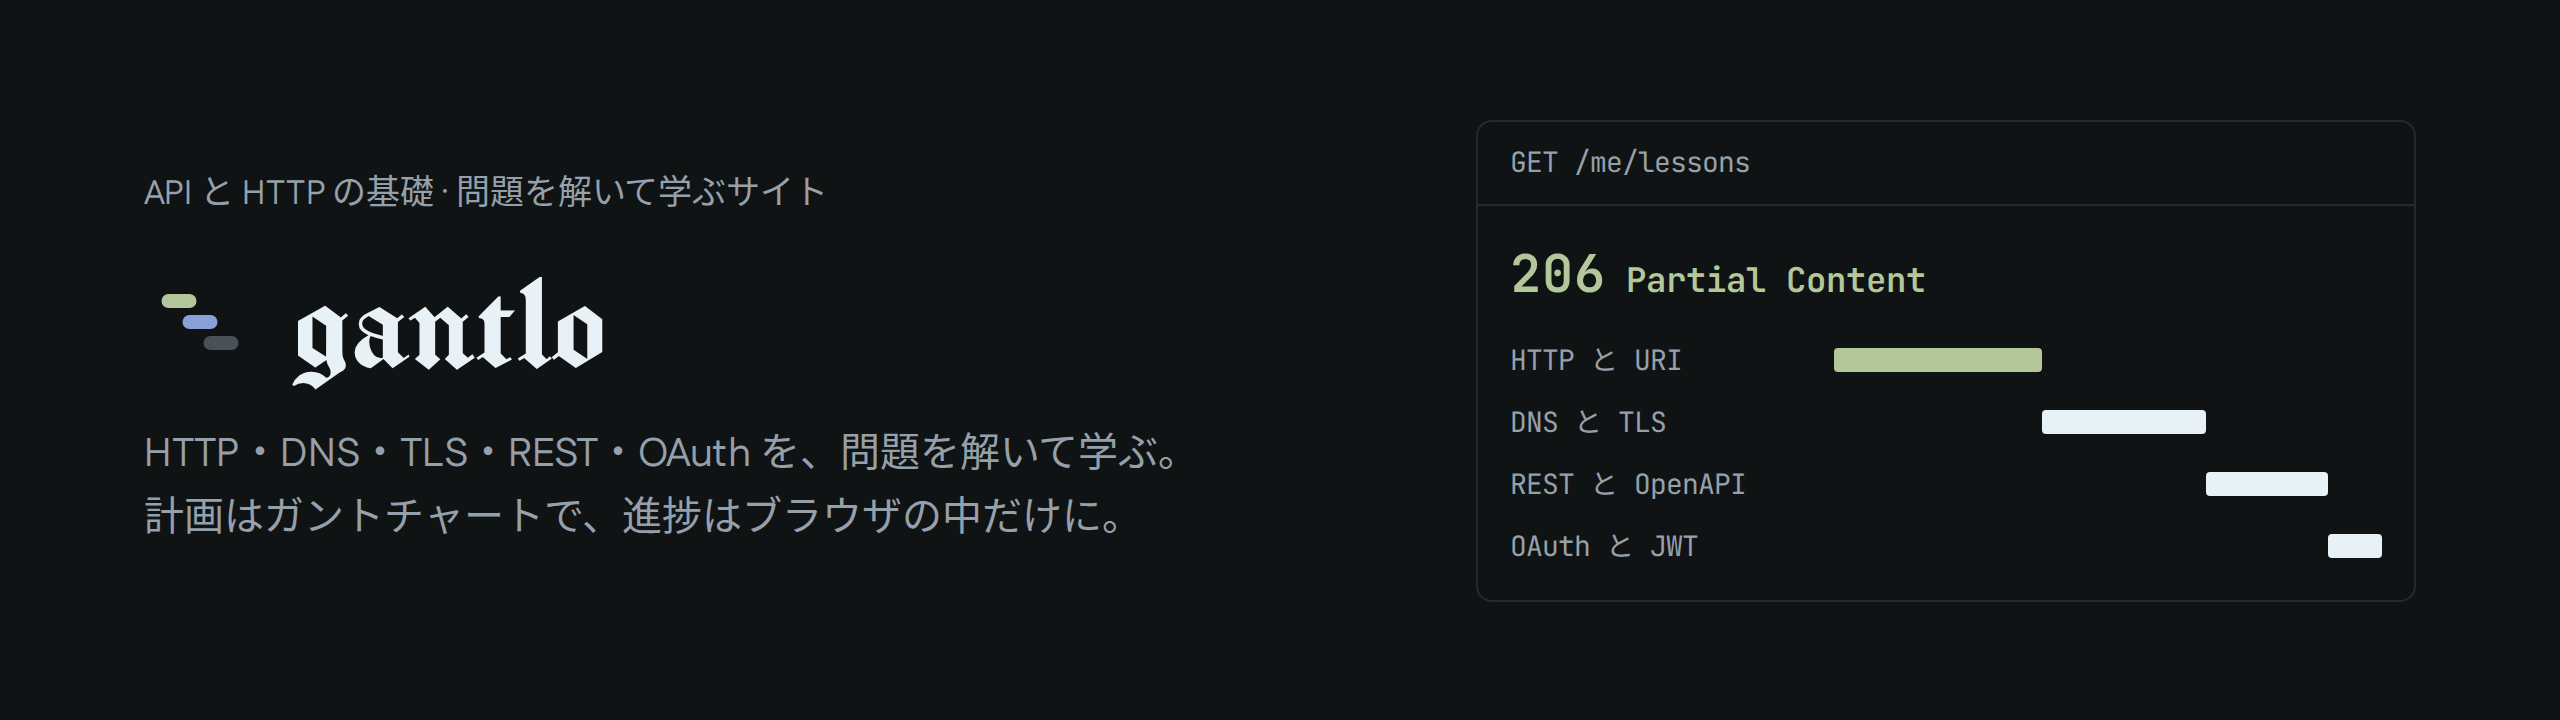 API と HTTP の基礎 · 問題を解いて学ぶサイト
gantlo
HTTP・DNS・TLS・REST・OAuth を、問題を解いて学ぶ。
計画はガントチャートで、進捗はブラウザの中だけに。
GET /me/lessons
206 Partial Content
HTTP と URI
DNS と TLS
REST と OpenAPI
OAuth と JWT